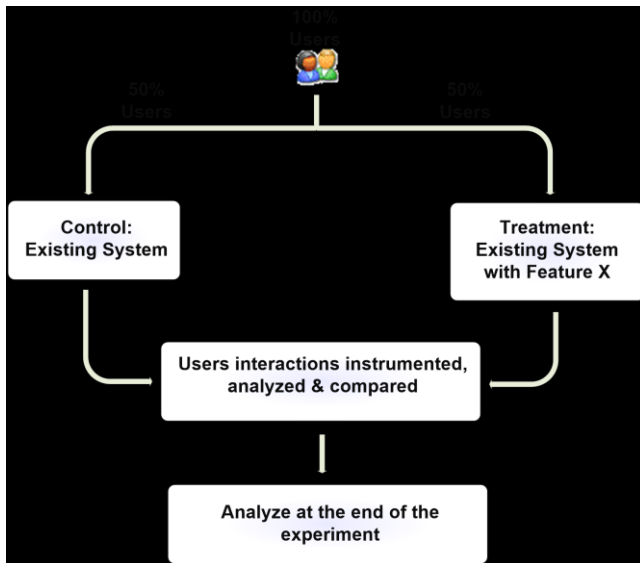 100%
Users
50%
Users
50%
Users
Control:
Existing System
Treatment:
Existing System
with Feature X
Users interactions instrumented,
analyzed & compared
Analyze at the end of the
experiment